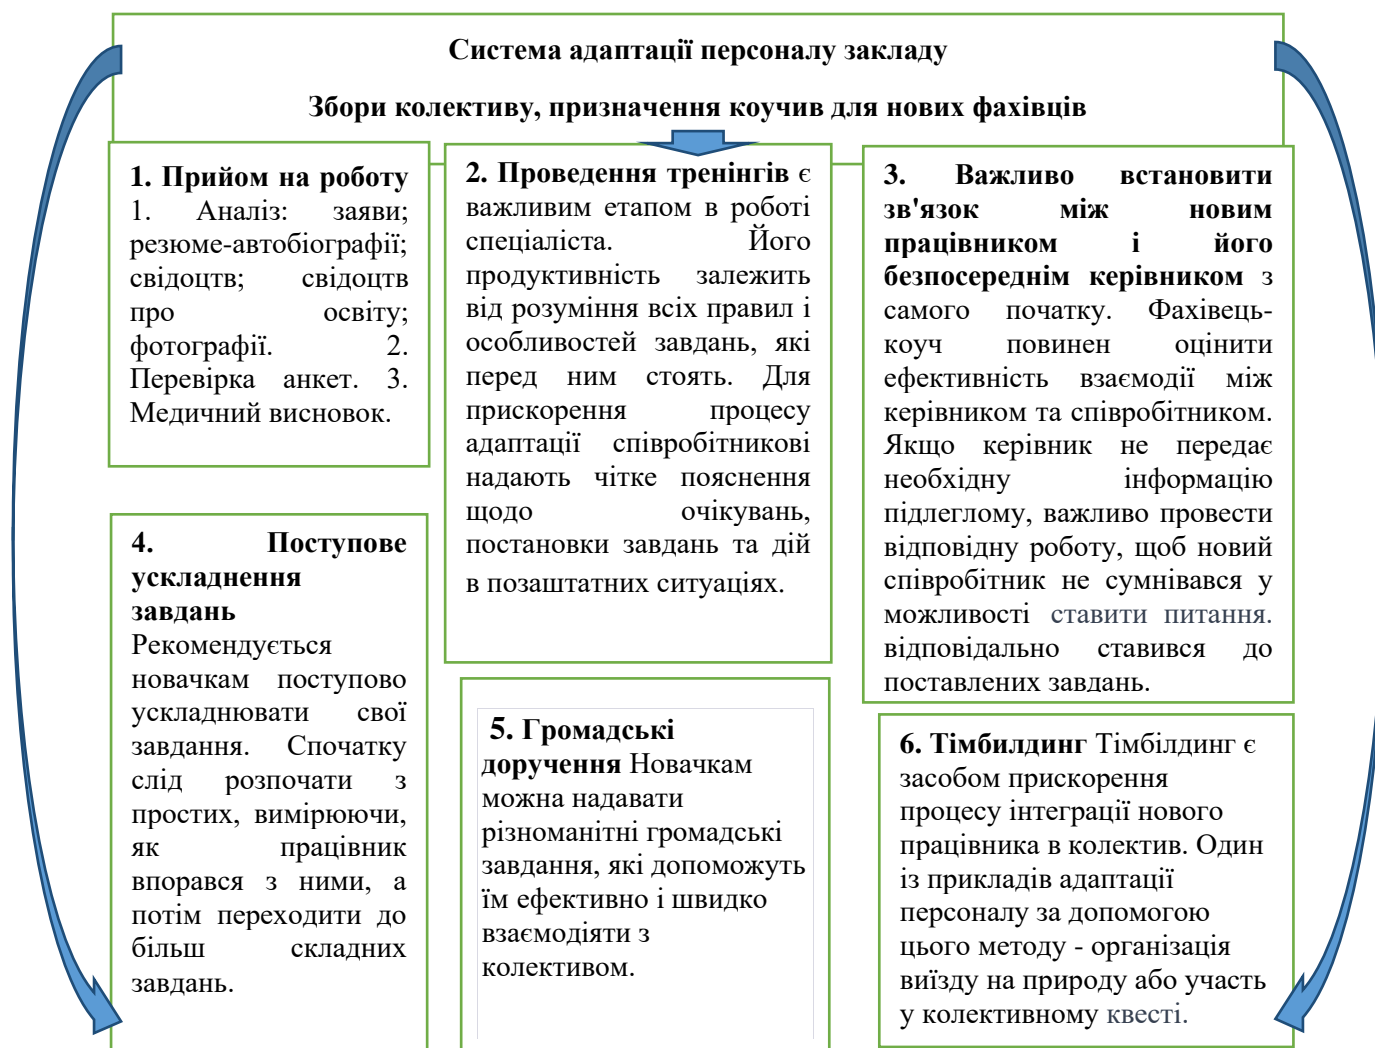 Система адаптації персоналу закладу
Збори колективу, призначення коучив для нових фахівців
1. Прийом на роботу
1. Аналіз: заяви;
резюме-автобіографії;
свідоцтв; свідоцтв
про освіту;
фотографії. 2.
Перевірка анкет. 3.
Медичний висновок.
2. Проведення тренінгів є
важливим етапом в роботі
спеціаліста. Його
продуктивність залежить
від розуміння всіх правил і
особливостей завдань, які
перед ним стоять. Для
прискорення процесу
адаптації співробітникові
надають чітке пояснення
щодо очікувань,
постановки завдань та дій
в позаштатних ситуаціях.
3. Важливо встановити
зв'язок між новим
працівником і його
безпосереднім керівником з
самого початку. Фахівець-
коуч повинен оцінити
ефективність взаємодії між
керівником та співробітником.
Якщо керівник не передає
необхідну інформацію
підлеглому, важливо провести
відповідну роботу, щоб новий
співробітник не сумнівався у
можливості ставити питання.
відповідально ставився до
поставлених завдань.
4. Поступове
ускладнення
завдань
Рекомендується
новачкам поступово
ускладнювати свої
завдання. Спочатку
слід розпочати з
простих, вимірюючи,
як працівник
впорався з ними, а
потім переходити до
більш складних
завдань.
5. Громадські
доручення Новачкам
можна надавати
різноманітні громадські
завдання, які допоможуть
їм ефективно і швидко
взаємодіяти з
колективом.
6. Тімбилдинг Тімбілдинг є
засобом прискорення
процесу інтеграції нового
працівника в колектив. Один
із прикладів адаптації
персоналу за допомогою
цього методу - організація
виїзду на природу або участь
у колективному квесті.